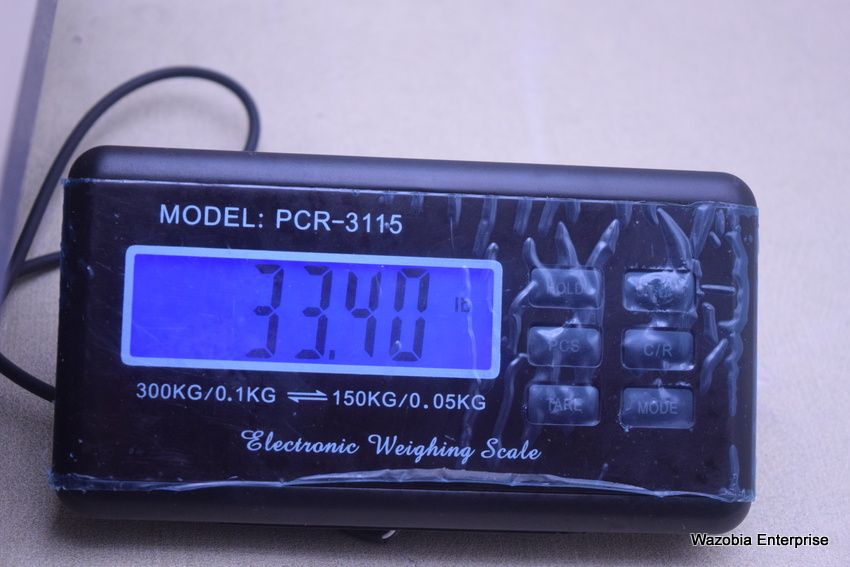 MODEL: PCR-3115
33.40 lb
300KG/0.1KG ⇌ 150KG/0.05KG
Electronic Weighing Scale
HOLD
PCS C/R
TARE MODE
Wazobia Enterprise